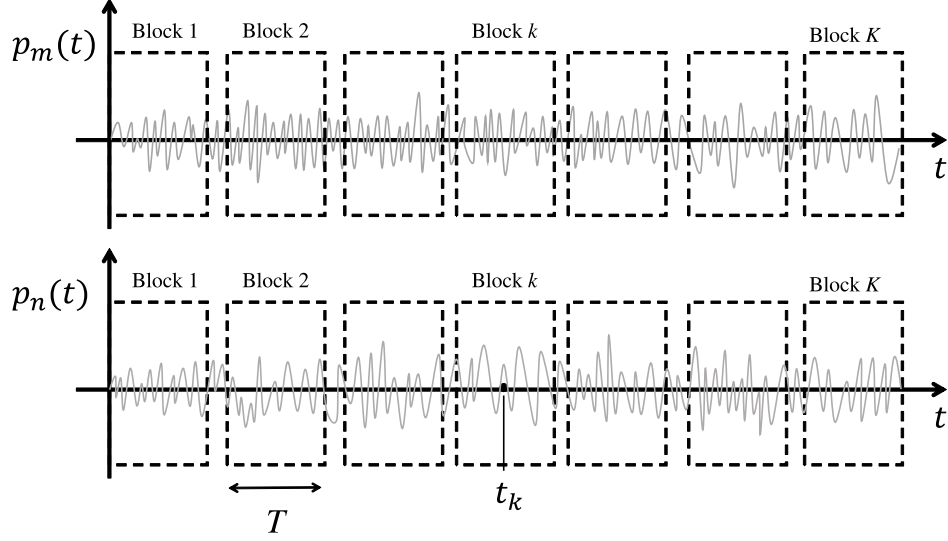 Block 1 Block 2 Block k Block K
p_m(t)
t
Block 1 Block 2 Block k Block K
p_n(t)
t
t_k
T